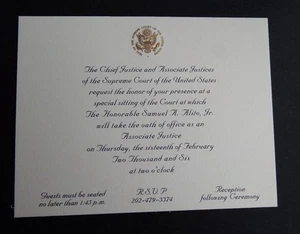 The Chief Justice and Associate Justices
of the Supreme Court of the United States
request the honor of your presence at a
special sitting of the Court at which
The Honorable Samuel A. Alito, Jr.
will take the oath of office as an
Associate Justice
on Thursday, the sixteenth of February
Two Thousand and Six
at two o'clock
Guests must be seated
no later than 1:45 p.m.
R.S.V.P.
202-479-3374
Reception
following Ceremony